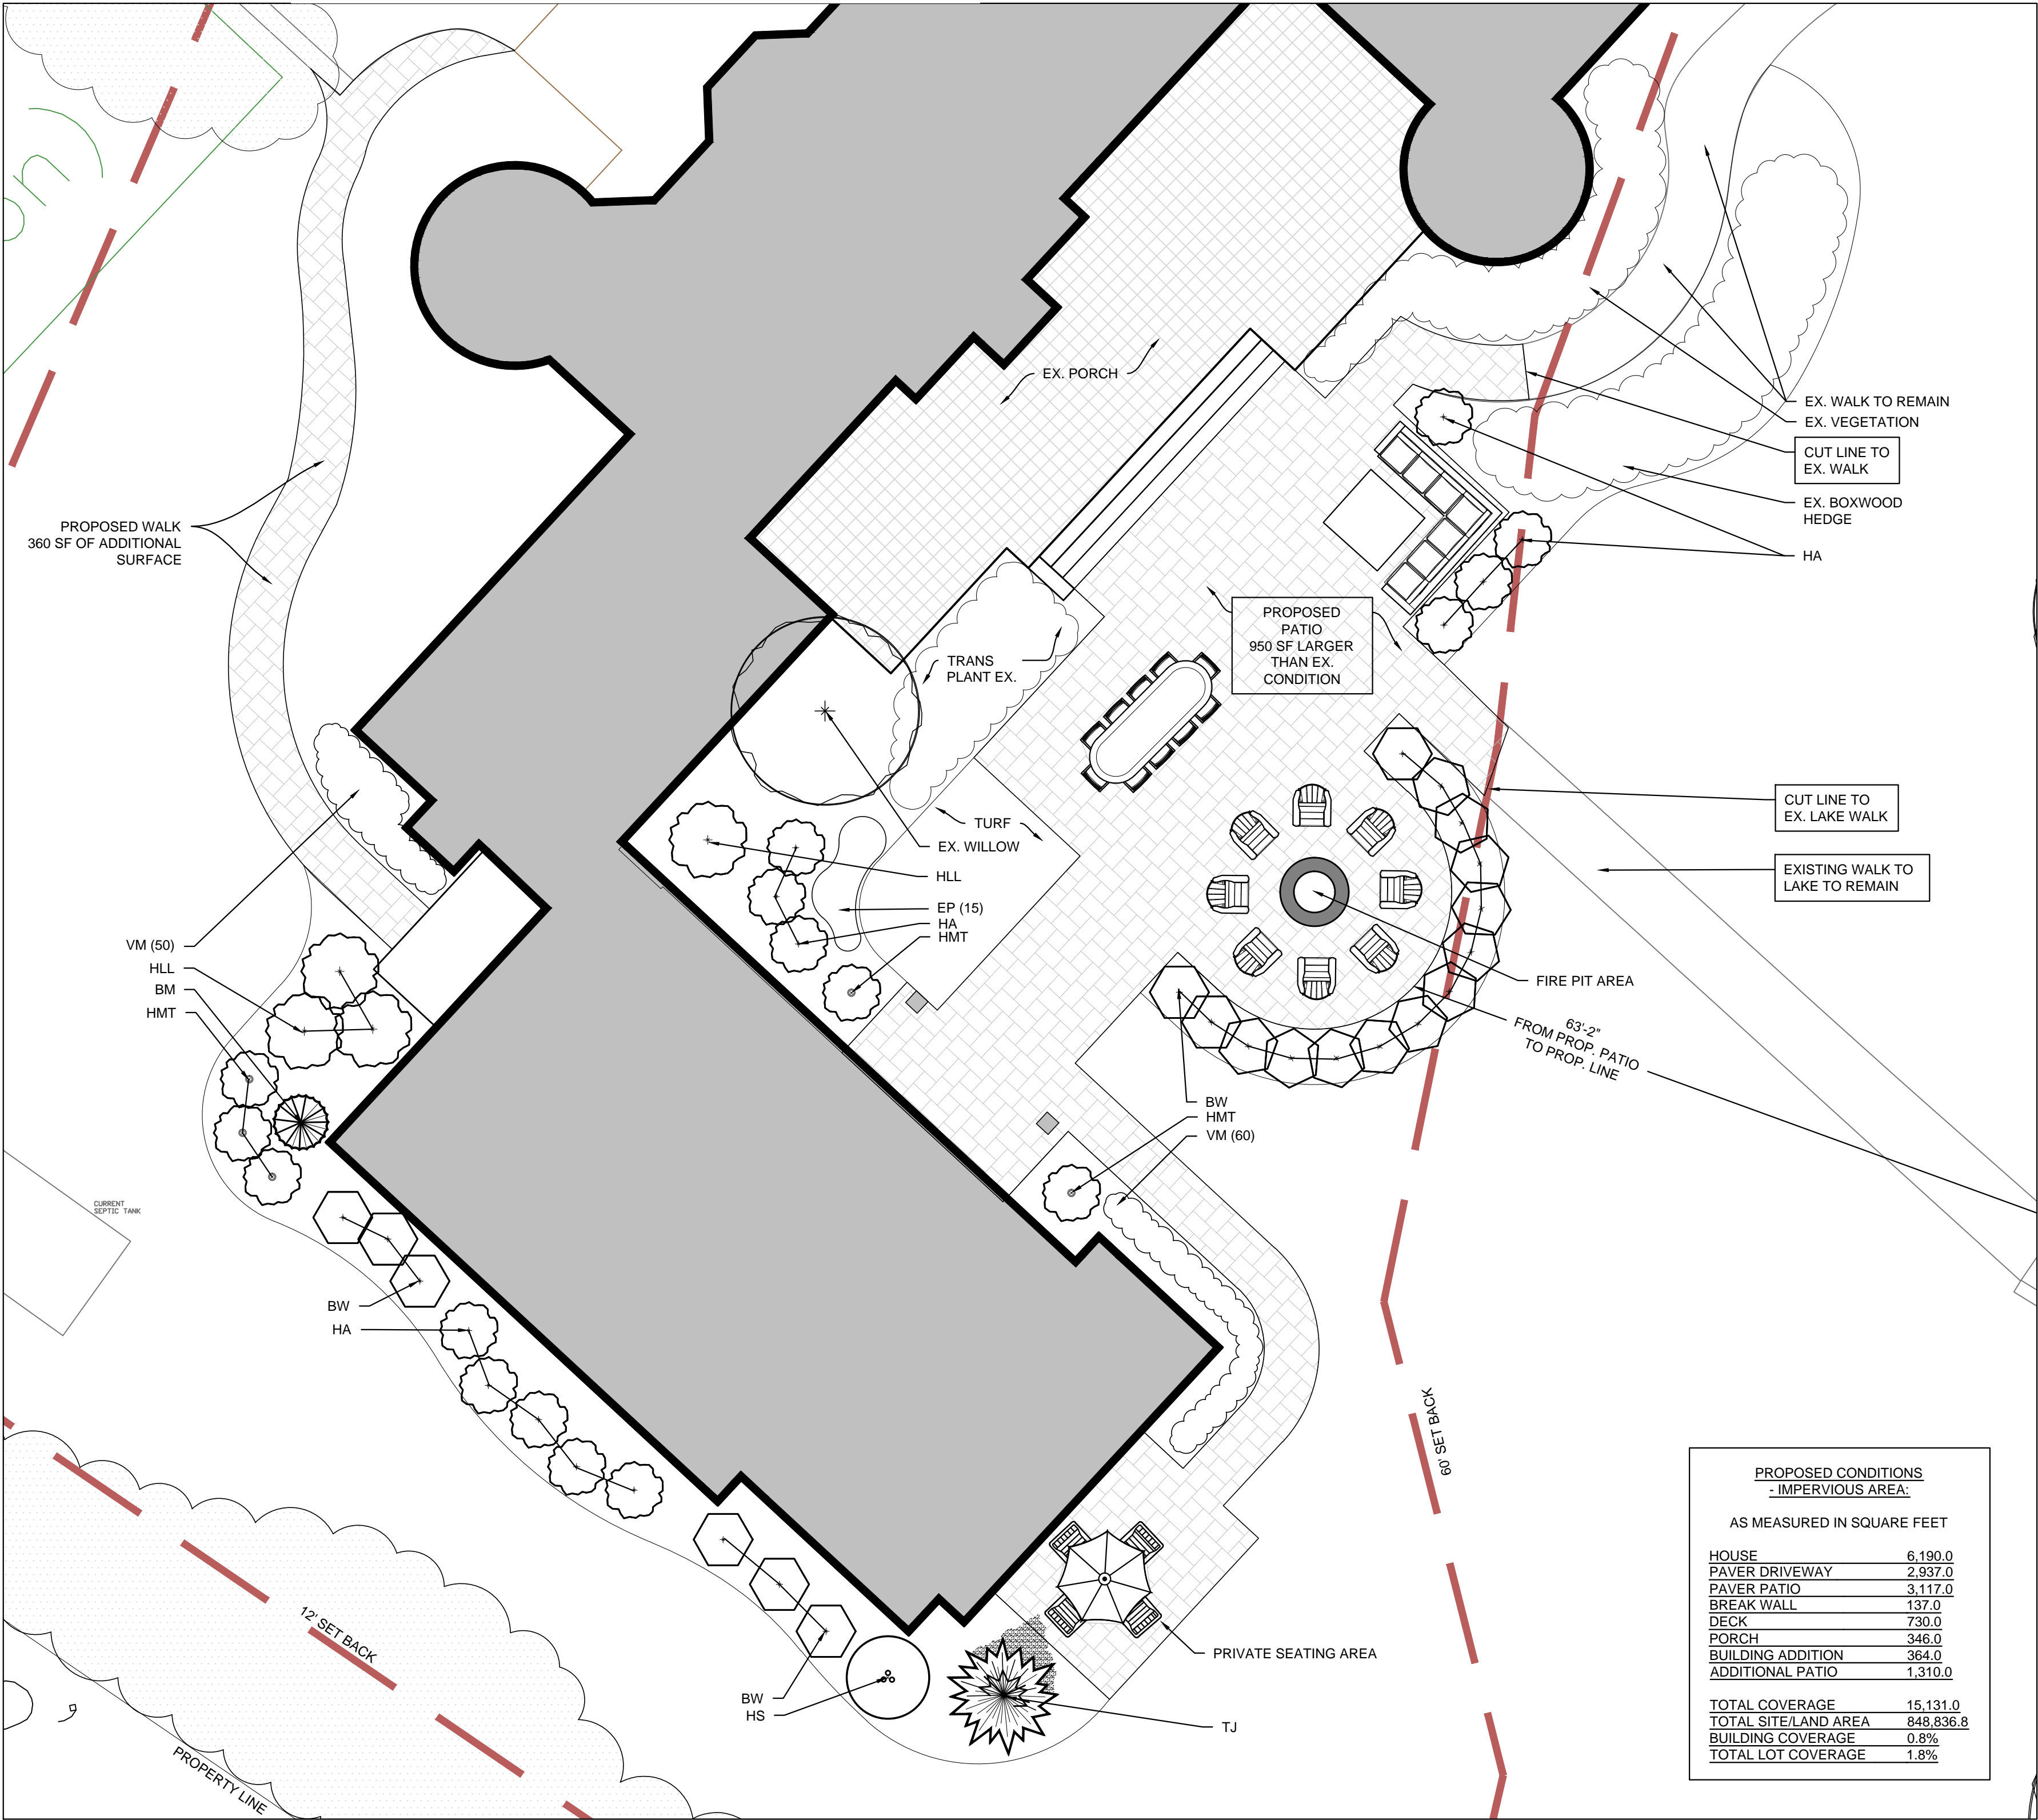 EX. PORCH
EX. WALK TO REMAIN
EX. VEGETATION
CUT LINE TO
EX. WALK
EX. BOXWOOD
HEDGE
HA
PROPOSED WALK
360 SF OF ADDITIONAL
SURFACE
PROPOSED
PATIO
950 SF LARGER
THAN EX.
CONDITION
TRANS
PLANT EX.
TURF
EX. WILLOW
HLL
EP (15)
HA
HMT
CUT LINE TO
EX. LAKE WALK
EXISTING WALK TO
LAKE TO REMAIN
VM (50)
HLL
BM
HMT
FIRE PIT AREA
63'-2"
FROM PROP. PATIO
TO PROP. LINE
BW
HMT
VM (60)
CURRENT
SEPTIC TANK
BW
HA
60' SET BACK
12' SET BACK
PROPERTY LINE
PRIVATE SEATING AREA
BW
HS
TJ
PROPOSED CONDITIONS
- IMPERVIOUS AREA:
AS MEASURED IN SQUARE FEET
HOUSE 6,190.0
PAVER DRIVEWAY 2,937.0
PAVER PATIO 3,117.0
BREAK WALL 137.0
DECK 730.0
PORCH 346.0
BUILDING ADDITION 364.0
ADDITIONAL PATIO 1,310.0
TOTAL COVERAGE 15,131.0
TOTAL SITE/LAND AREA 848,836.8
BUILDING COVERAGE 0.8%
TOTAL LOT COVERAGE 1.8%